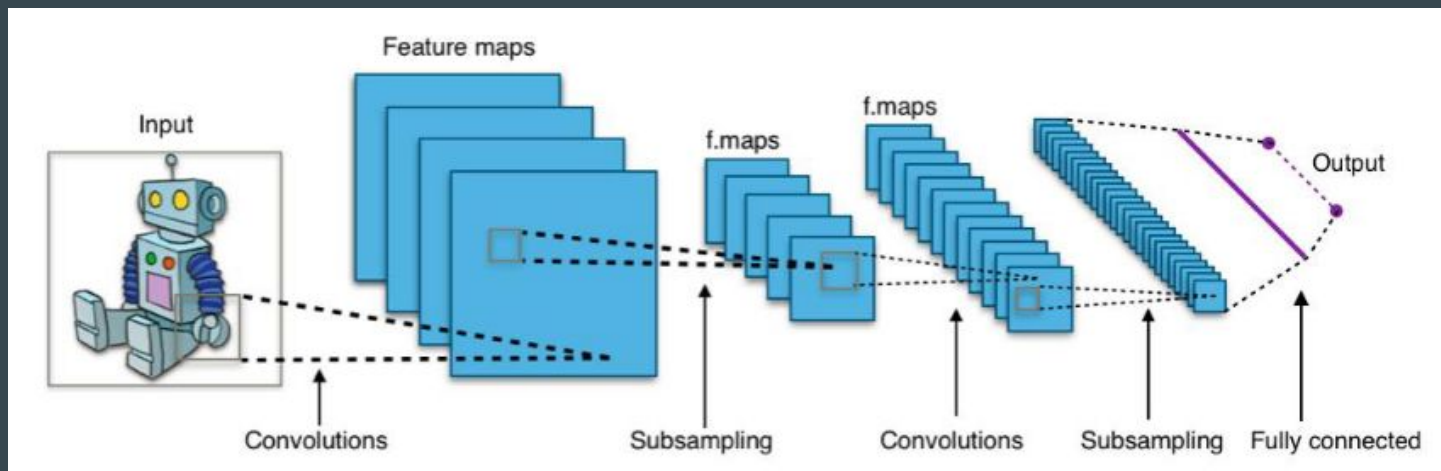 Feature maps
f.maps
Input
f.maps
Output
Convolutions
Subsampling
Convolutions
Subsampling
Fully connected